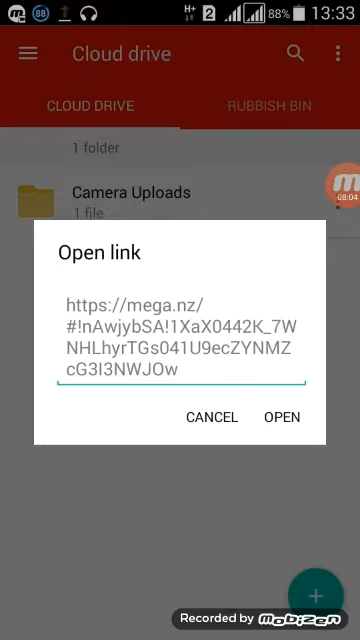 88 H+ 2 88% 13:33
Cloud drive
CLOUD DRIVE RUBBISH BIN
1 folder
Camera Uploads
1 file
08:04
Open link
https://mega.nz/
#!nAwjybSA!1XaX0442K_7W
NHLhyrTGs041U9ecZYNMZ
cG3I3NWJOw
CANCEL OPEN
Recorded by Mobizen